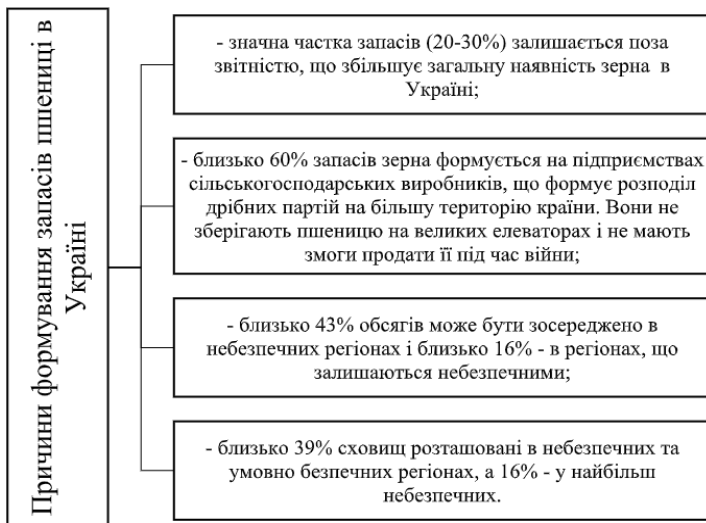 Причини формування запасів пшениці в
Україні
- значна частка запасів (20-30%) залишається поза
звітністю, що збільшує загальну наявність зерна в
Україні;
- близько 60% запасів зерна формується на підприємствах
сільськогосподарських виробників, що формує розподіл
дрібних партій на більшу територію країни. Вони не
зберігають пшеницю на великих елеваторах і не мають
змоги продати її під час війни;
- близько 43% обсягів може бути зосереджено в
небезпечних регіонах і близько 16% - в регіонах, що
залишаються небезпечними;
- близько 39% сховищ розташовані в небезпечних та
умовно безпечних регіонах, а 16% - у найбільш
небезпечних.